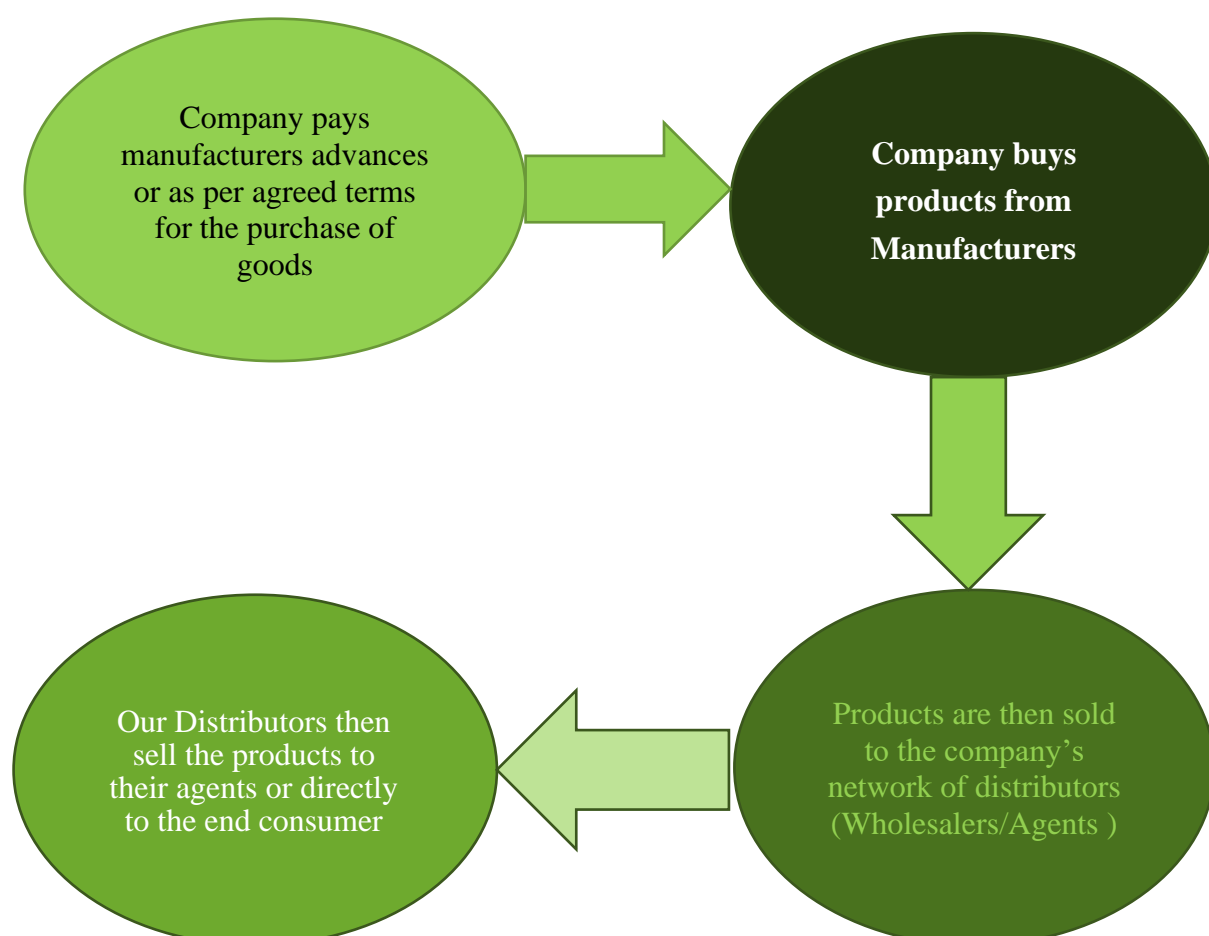 Company pays
manufacturers advances
or as per agreed terms
for the purchase of
goods
Company buys
products from
Manufacturers
Products are then sold
to the company’s
network of distributors
(Wholesalers/Agents )
Our Distributors then
sell the products to
their agents or directly
to the end consumer